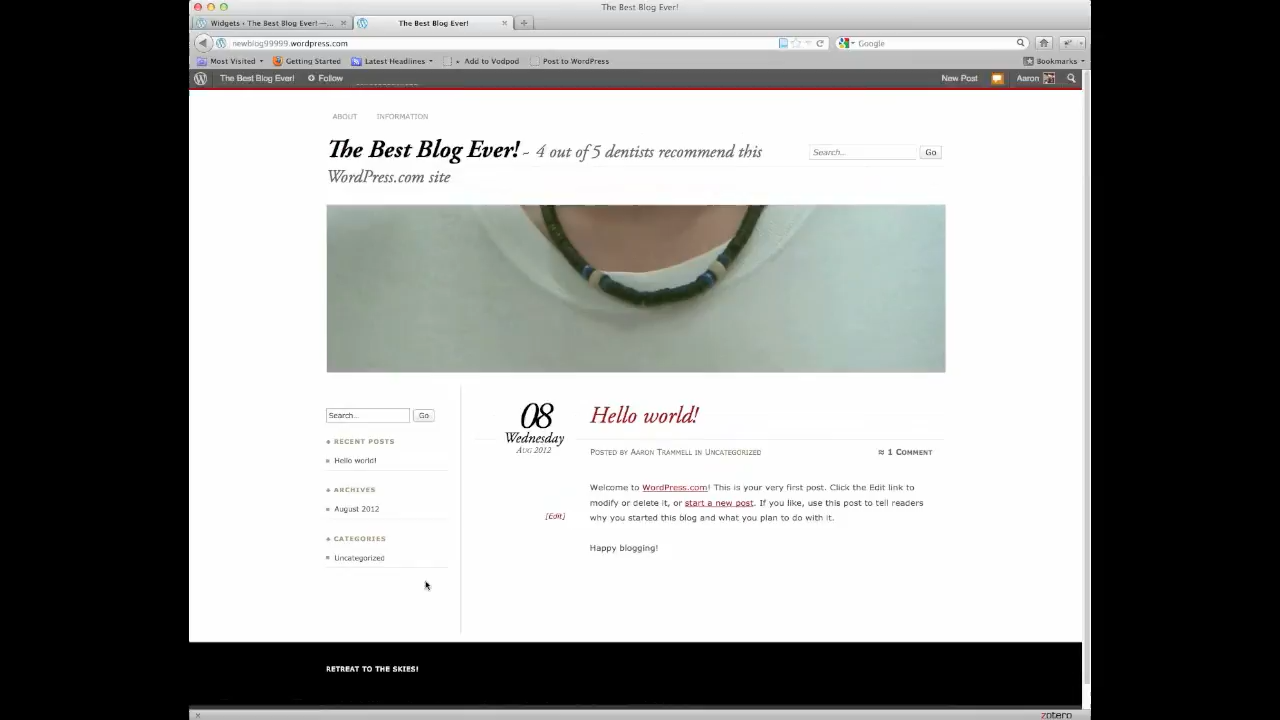 The Best Blog Ever!
Widgets ‹ The Best Blog Ever! —...
The Best Blog Ever!
newblog99999.wordpress.com
Google
Most Visited
Getting Started
Latest Headlines
Add to Vodpod
Post to WordPress
Bookmarks
The Best Blog Ever!
Follow
New Post
Aaron
ABOUT
INFORMATION
The Best Blog Ever! ~ 4 out of 5 dentists recommend this
WordPress.com site
Search...
Go
Search...
Go
RECENT POSTS
Hello world!
ARCHIVES
August 2012
CATEGORIES
Uncategorized
08
Wednesday
AUG 2012
[Edit]
Hello world!
POSTED BY AARON TRAMMELL IN UNCATEGORIZED
≈ 1 COMMENT
Welcome to WordPress.com! This is your very first post. Click the Edit link to
modify or delete it, or start a new post. If you like, use this post to tell readers
why you started this blog and what you plan to do with it.
Happy blogging!
RETREAT TO THE SKIES!
zotero